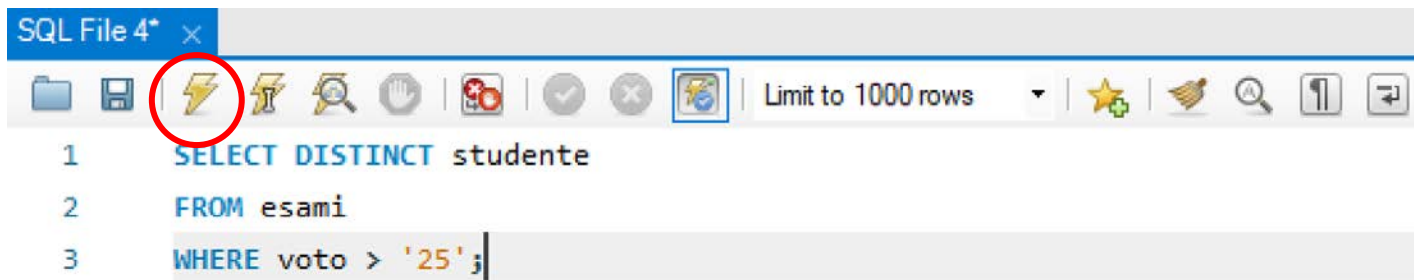 SQL File 4*
Limit to 1000 rows
1 SELECT DISTINCT studente
2 FROM esami
3 WHERE voto > '25';